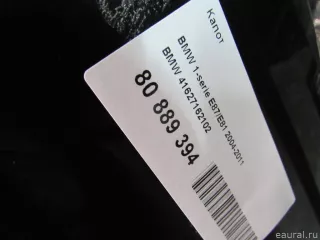 Капот
BMW 1-serie E87/E81 2004-2011
BMW 41627162102
80 889 394
eaural.ru